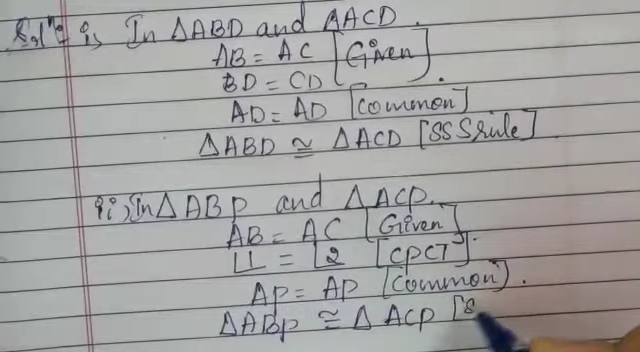 Solⁿ i, In ΔABD and ΔACD.
AB = AC [Given]
BD = CD
AD = AD [Common]
ΔABD ≅ ΔACD [SSS rule]
ii, In ΔABP and ΔACP.
AB = AC [Given]
∠1 = ∠2 [CPCT].
AP = AP [Common].
ΔABP ≅ ΔACP [S